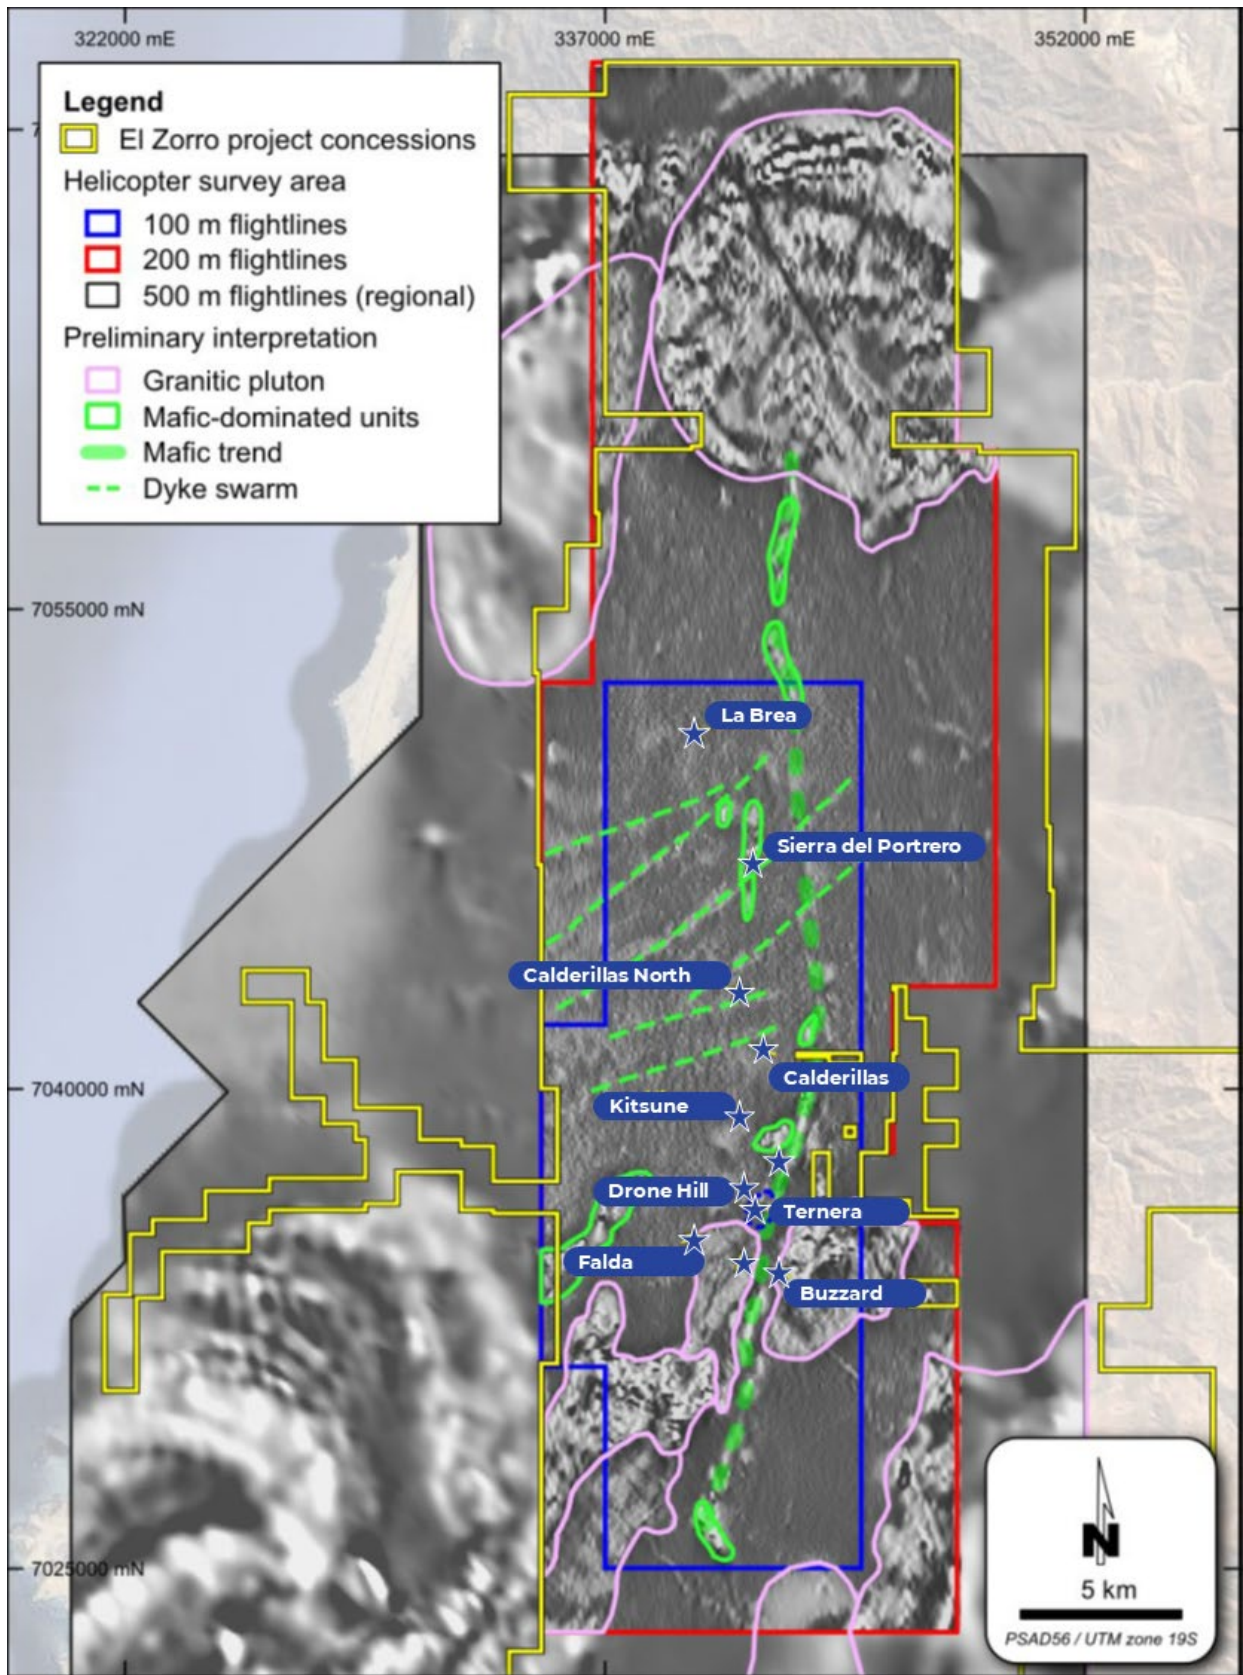 322000 mE
337000 mE
352000 mE
Legend
El Zorro project concessions
Helicopter survey area
100 m flightlines
200 m flightlines
500 m flightlines (regional)
Preliminary interpretation
Granitic pluton
Mafic-dominated units
Mafic trend
Dyke swarm
7055000 mN
La Brea
Sierra del Portrero
Calderillas North
Calderillas
7040000 mN
Kitsune
Drone Hill
Ternera
Falda
Buzzard
7025000 mN
N
5 km
PSAD56 / UTM zone 19S